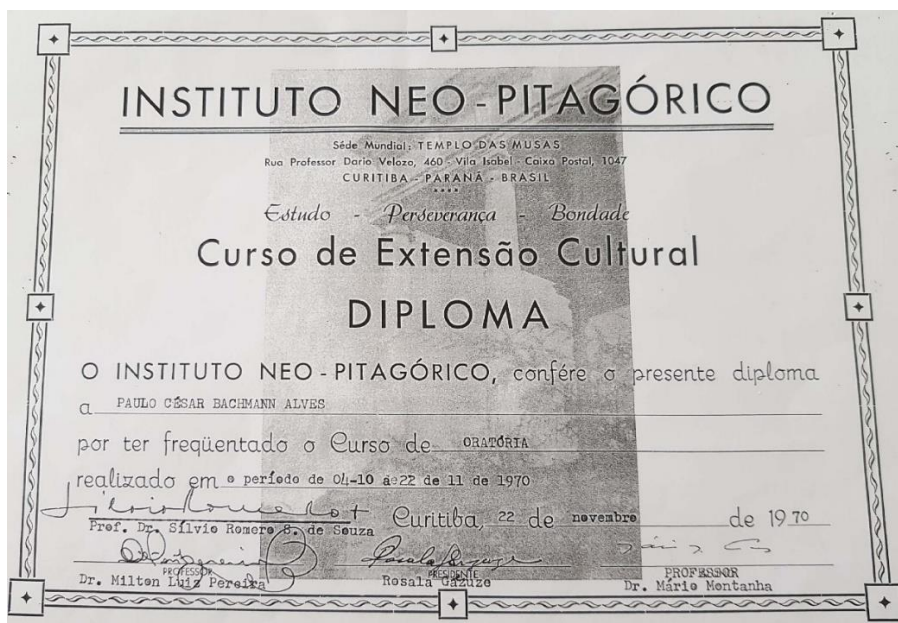 INSTITUTO NEO-PITAGÓRICO
Séde Mundial: TEMPLO DAS MUSAS
Rua Professor Dario Velozo, 460 - Vila Isabel - Caixa Postal, 1047
CURITIBA - PARANÁ - BRASIL
****
Estudo - Perseverança - Bondade
Curso de Extensão Cultural
DIPLOMA
O INSTITUTO NEO-PITAGÓRICO, confére o presente diploma
a PAULO CÉSAR BACHMANN ALVES
por ter freqüentado o Curso de ORATÓRIA
realizado em o período de 04-10 a 22 de 11 de 1970
Curitiba, 22 de novembro de 1970
Prof. Dr. Sílvio Romero S. de Souza
PROFESSOR PRESIDENTE PROFESSOR
Dr. Milton Luiz Pereira Rosala Gazuze Dr. Mário Montanha